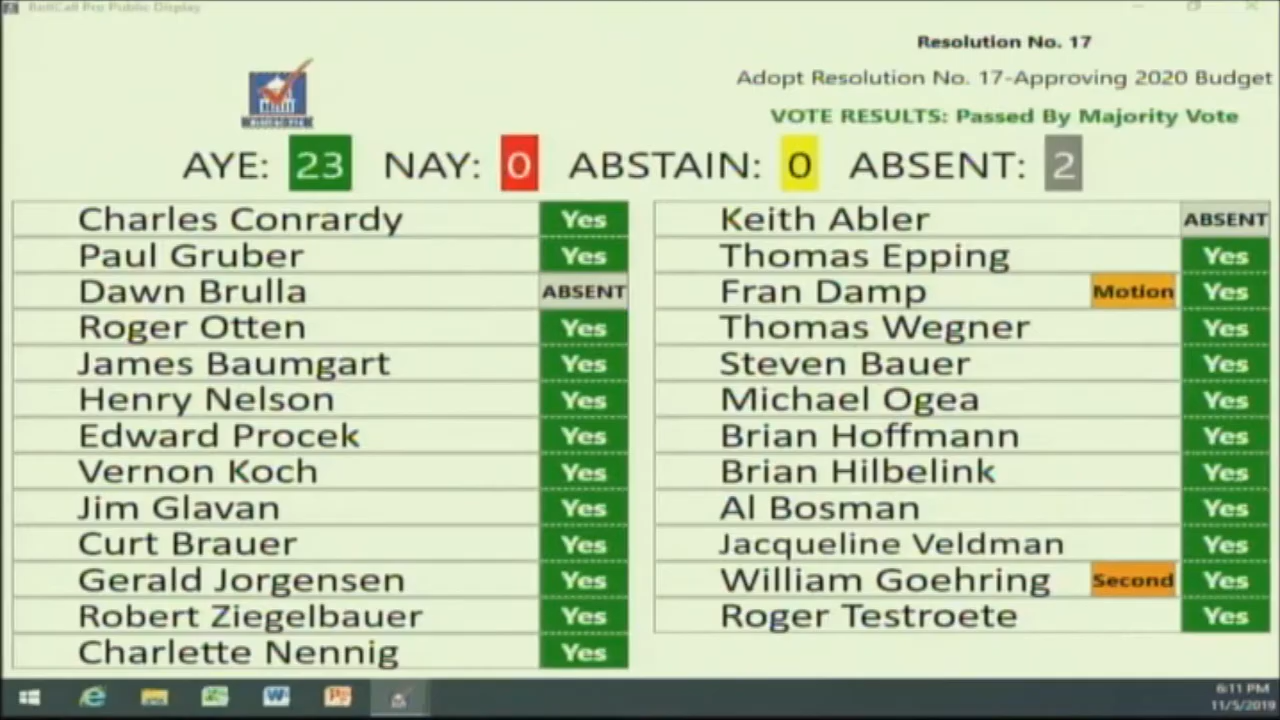 RollCall Pro Public Display
Resolution No. 17
Adopt Resolution No. 17-Approving 2020 Budget
VOTE RESULTS: Passed By Majority Vote
AYE: 23 NAY: 0 ABSTAIN: 0 ABSENT: 2
Charles Conrardy Yes
Paul Gruber Yes
Dawn Brulla ABSENT
Roger Otten Yes
James Baumgart Yes
Henry Nelson Yes
Edward Procek Yes
Vernon Koch Yes
Jim Glavan Yes
Curt Brauer Yes
Gerald Jorgensen Yes
Robert Ziegelbauer Yes
Charlette Nennig Yes
Keith Abler ABSENT
Thomas Epping Yes
Fran Damp Motion Yes
Thomas Wegner Yes
Steven Bauer Yes
Michael Ogea Yes
Brian Hoffmann Yes
Brian Hilbelink Yes
Al Bosman Yes
Jacqueline Veldman Yes
William Goehring Second Yes
Roger Testroete Yes
6:11 PM
11/5/2019